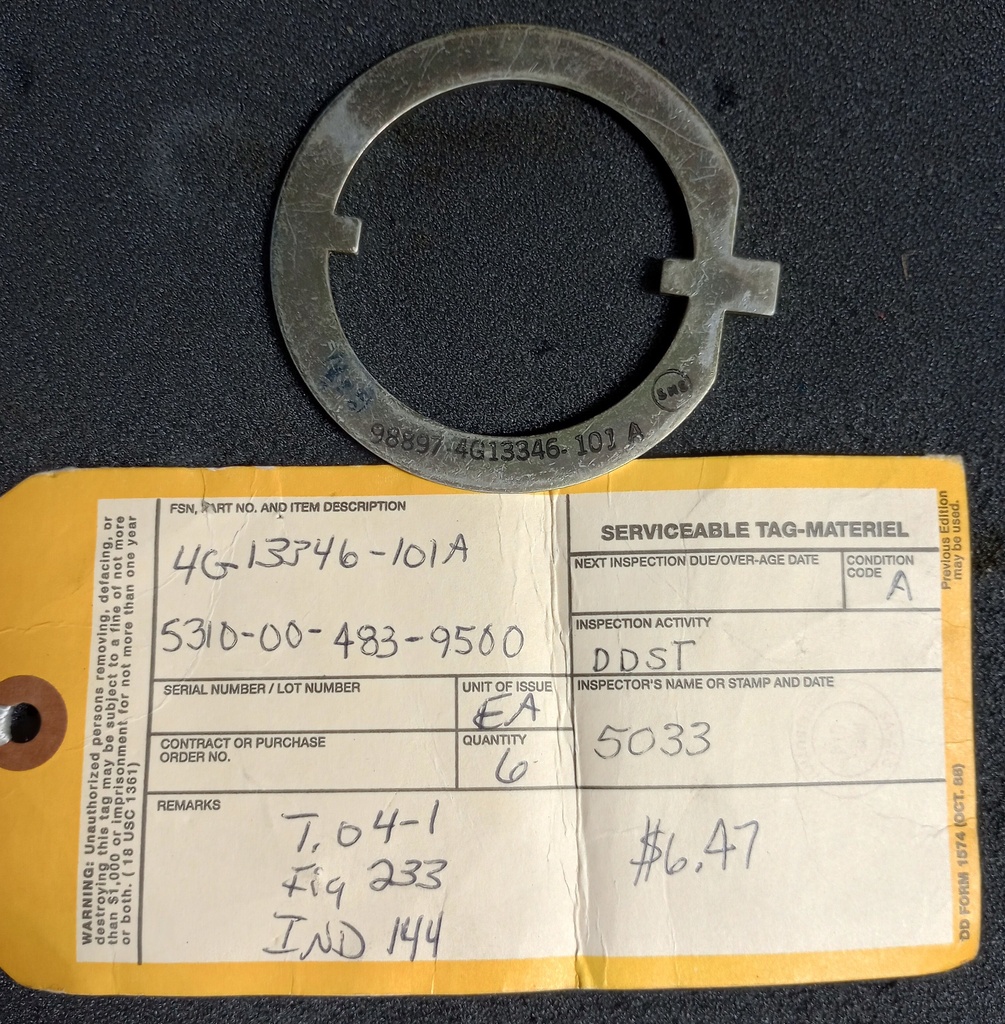 98897-4G13346-101 A
FSN, PART NO. AND ITEM DESCRIPTION
4G13346-101A
5310-00-483-9500
SERIAL NUMBER / LOT NUMBER
UNIT OF ISSUE
EA
CONTRACT OR PURCHASE
ORDER NO.
QUANTITY
6
REMARKS
T.O 4-1
Fig 233
IND 144
SERVICEABLE TAG-MATERIEL
NEXT INSPECTION DUE/OVER-AGE DATE
CONDITION
CODE A
INSPECTION ACTIVITY
DDST
INSPECTOR'S NAME OR STAMP AND DATE
5033
$6.47
WARNING: Unauthorized persons removing, defacing, or
destroying this tag may be subject to a fine of not more
than $1,000 or imprisonment for not more than one year
or both. (18 USC 1361)
Previous Edition
may be used.
DD FORM 1574 (OCT. 88)